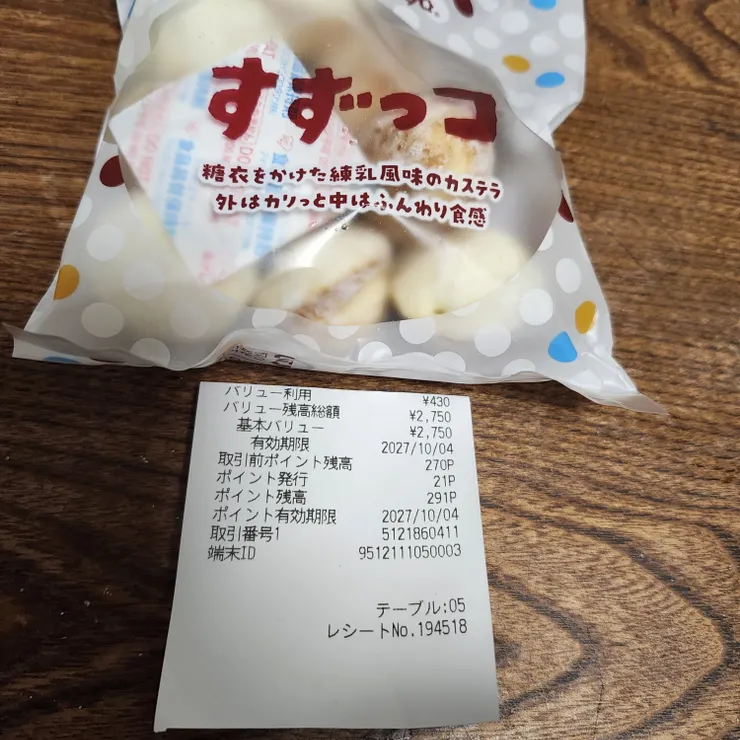 すずっコ
糖衣をかけた練乳風味のカステラ
外はカリっと中はふんわり食感
バリュー利用 ¥430
バリュー残高総額 ¥2,750
基本バリュー ¥2,750
有効期限 2027/10/04
取引前ポイント残高 270P
ポイント発行 21P
ポイント残高 291P
ポイント有効期限 2027/10/04
取引番号1 5121860411
端末ID 9512111050003
テーブル:05
レシートNo.194518